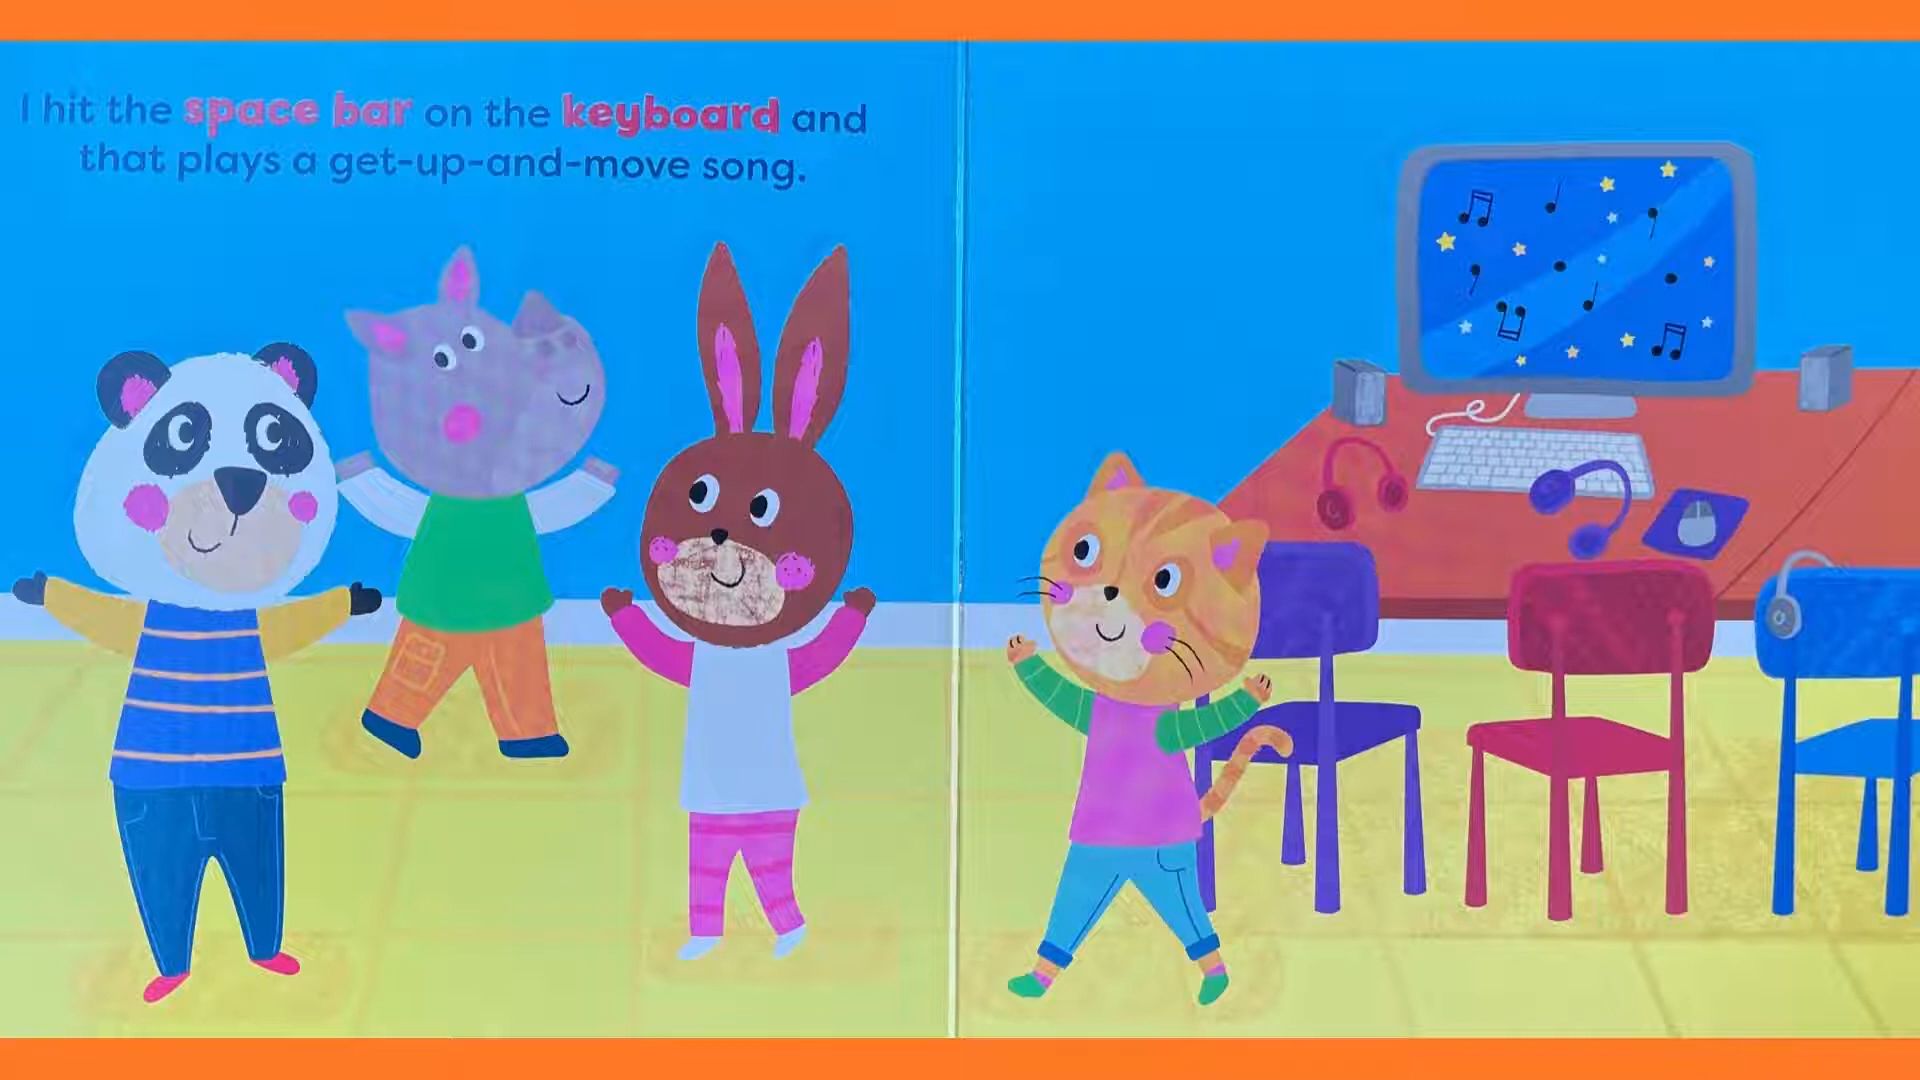 I hit the space bar on the keyboard and
that plays a get-up-and-move song.